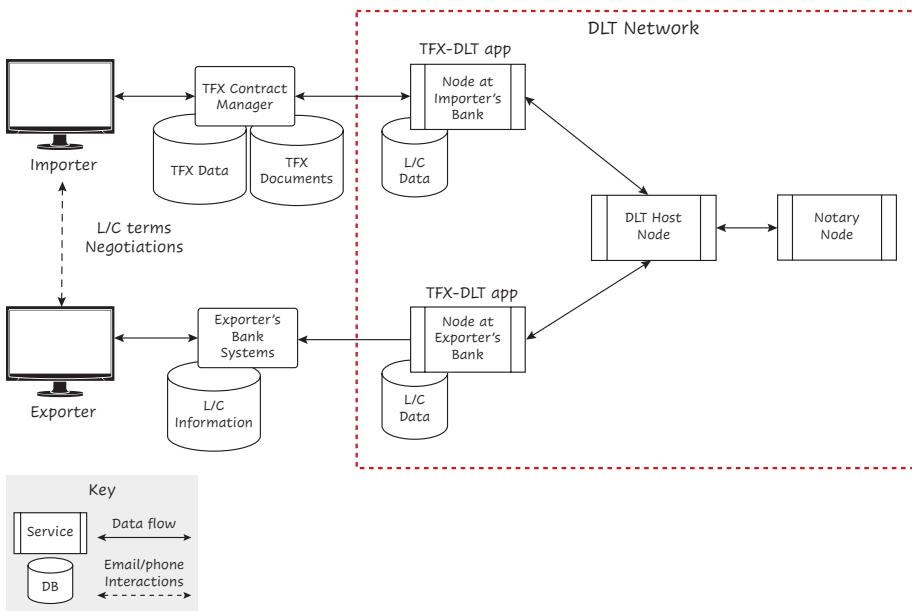 DLT Network
TFX-DLT app
TFX Contract
Manager
Node at
Importer's
Bank
Importer
TFX Data
TFX
Documents
L/C
Data
L/C terms
Negotiations
DLT Host
Node
Notary
Node
TFX-DLT app
Exporter's
Bank
Systems
Node at
Exporter's
Bank
Exporter
L/C
Information
L/C
Data
Key
Service
Data flow
DB
Email/phone
Interactions